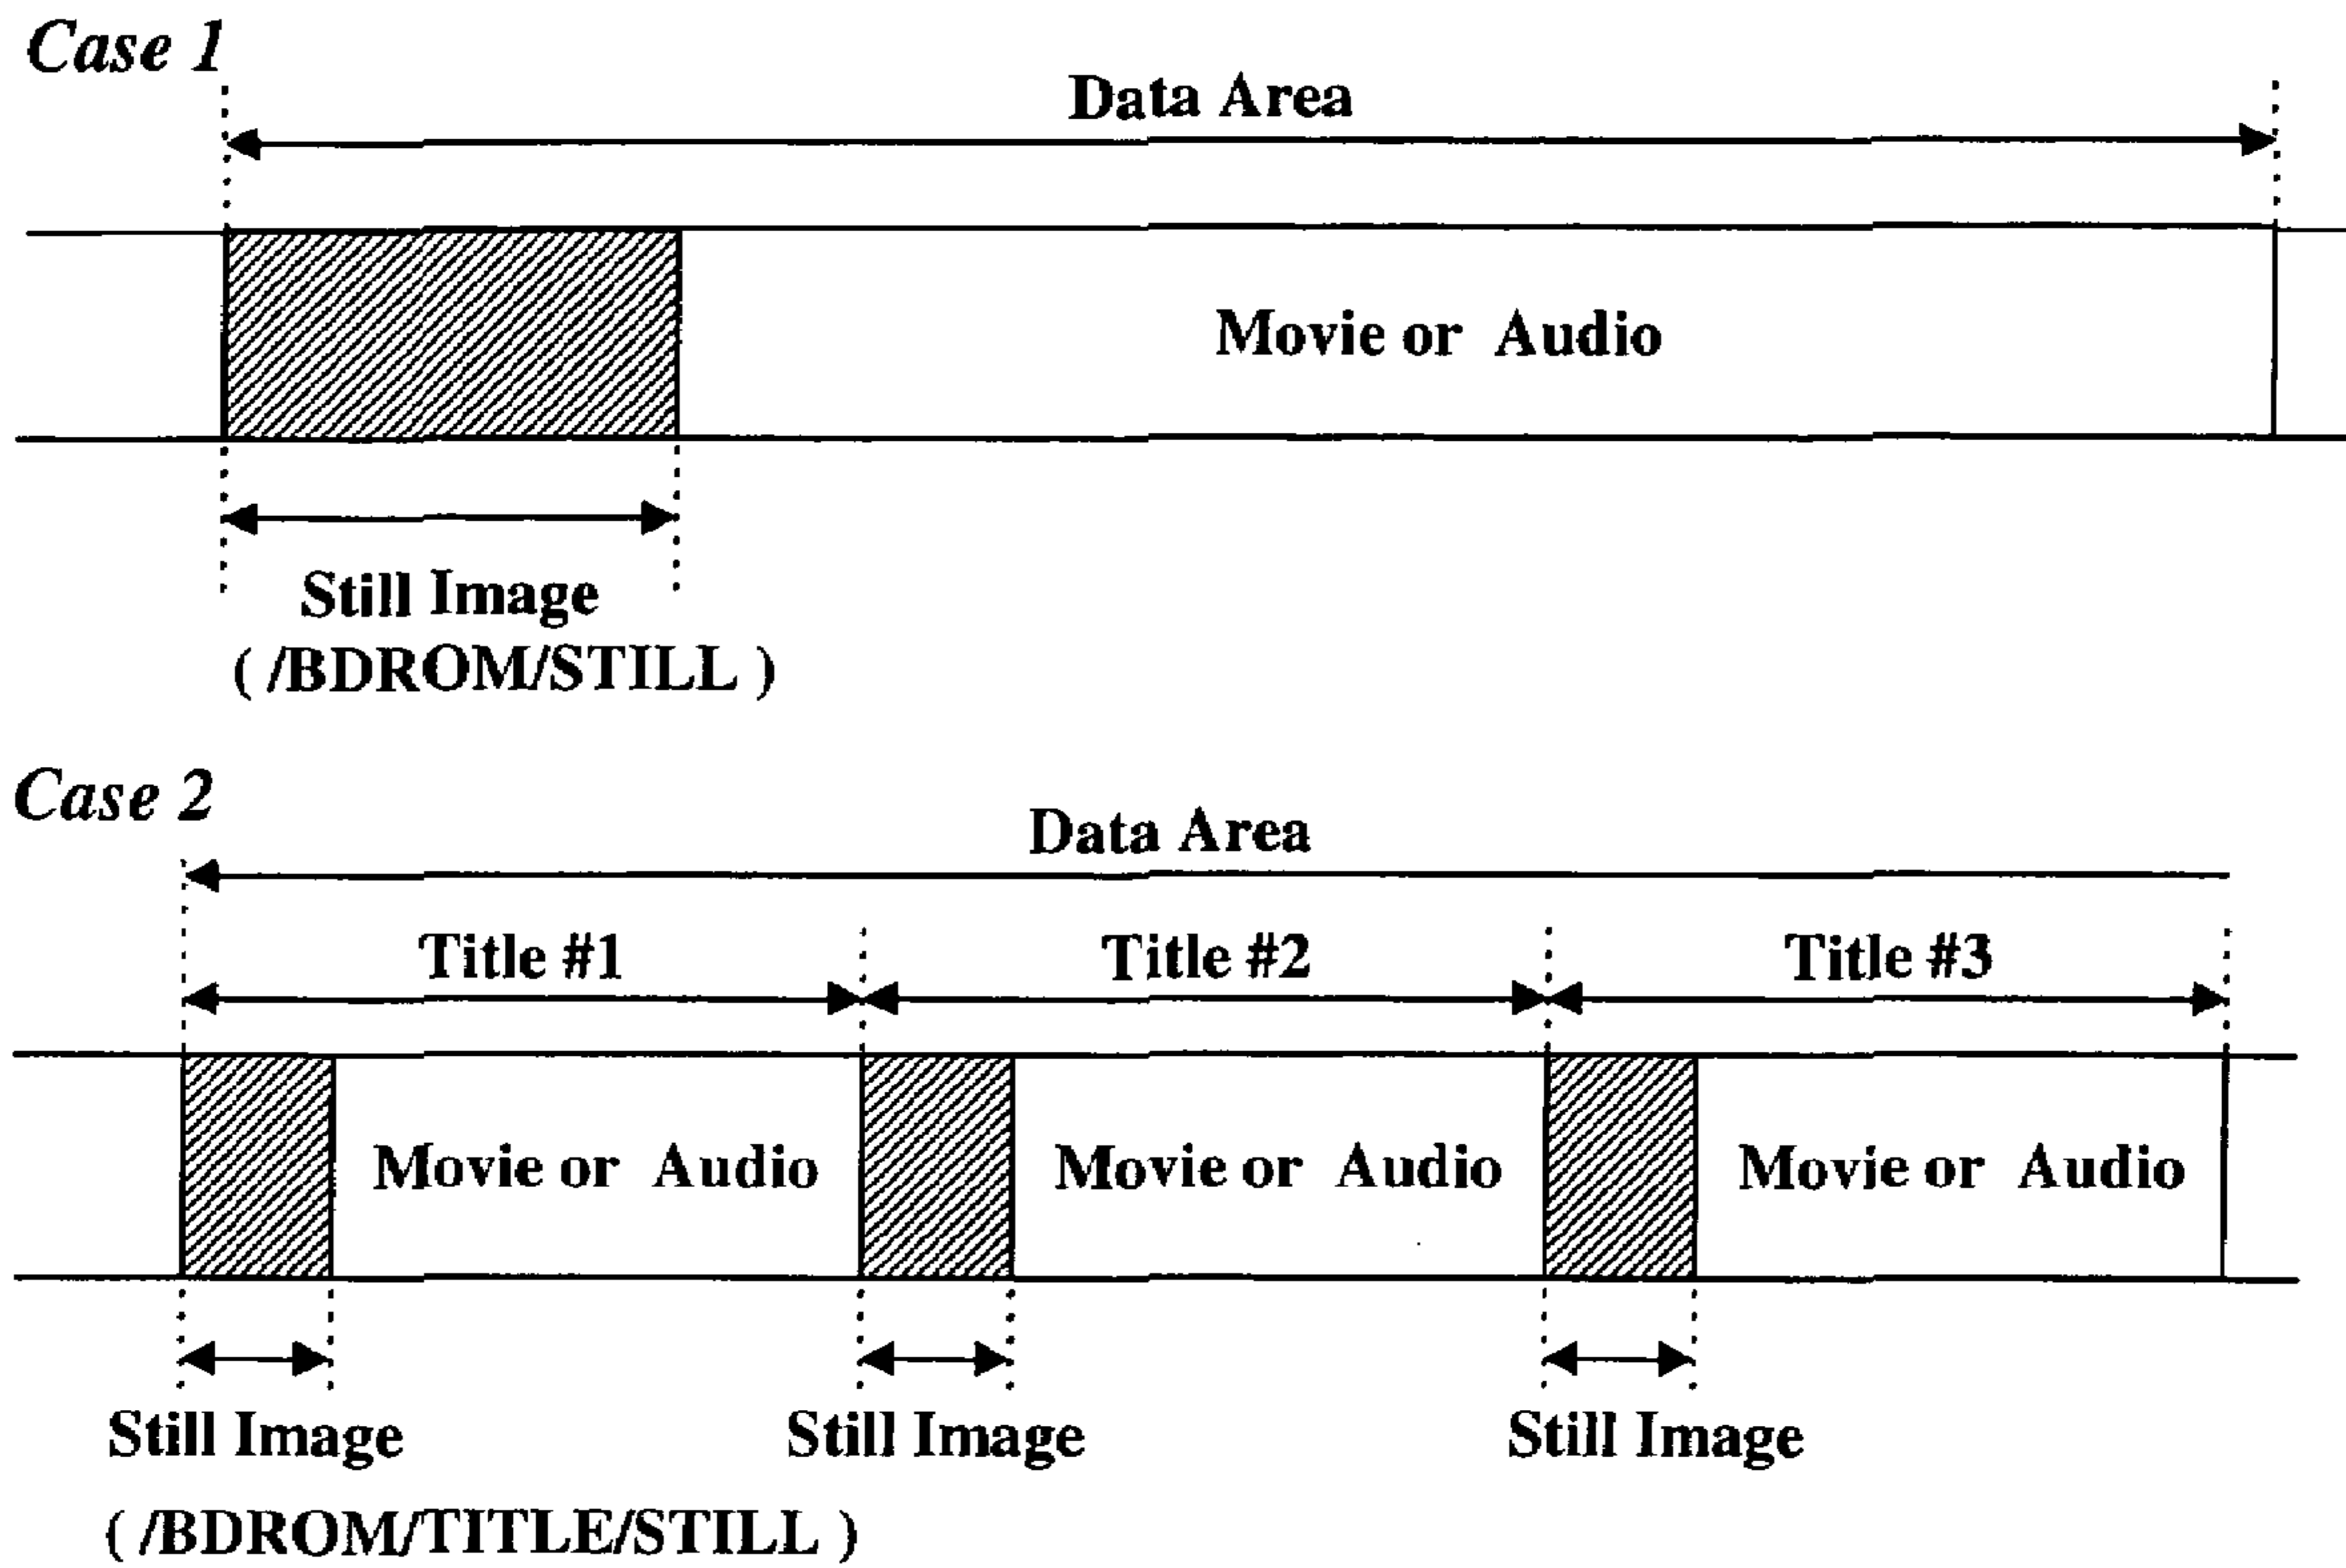 Case 1
Data Area
Movie or Audio
Still Image
( /BDROM/STILL )
Case 2
Data Area
Title #1
Title #2
Title #3
Movie or Audio
Movie or Audio
Movie or Audio
Still Image
Still Image
Still Image
( /BDROM/TITLE/STILL )